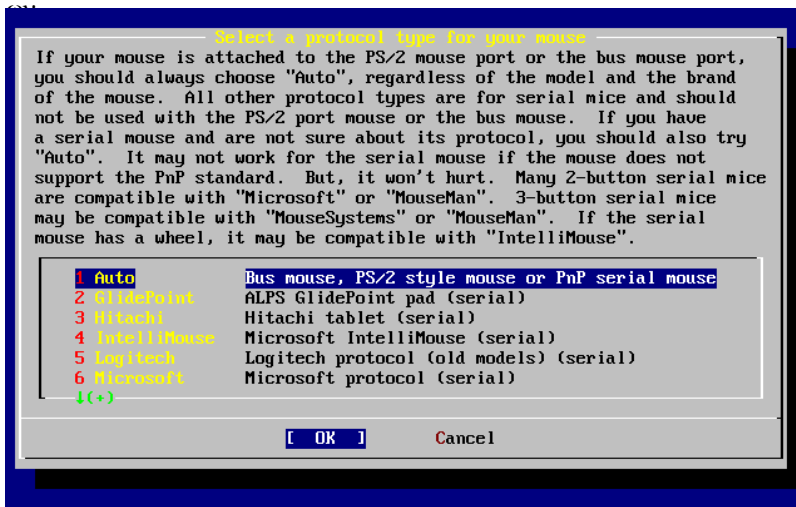 Select a protocol type for your mouse
If your mouse is attached to the PS/2 mouse port or the bus mouse port,
you should always choose "Auto", regardless of the model and the brand
of the mouse.  All other protocol types are for serial mice and should
not be used with the PS/2 port mouse or the bus mouse.  If you have
a serial mouse and are not sure about its protocol, you should also try
"Auto".  It may not work for the serial mouse if the mouse does not
support the PnP standard.  But, it won't hurt.  Many 2-button serial mice
are compatible with "Microsoft" or "MouseMan".  3-button serial mice
may be compatible with "MouseSystems" or "MouseMan".  If the serial
mouse has a wheel, it may be compatible with "IntelliMouse".
1 Auto Bus mouse, PS/2 style mouse or PnP serial mouse
2 GlidePoint ALPS GlidePoint pad (serial)
3 Hitachi Hitachi tablet (serial)
4 IntelliMouse Microsoft IntelliMouse (serial)
5 Logitech Logitech protocol (old models) (serial)
6 Microsoft Microsoft protocol (serial)
↓(+)
[ OK ] Cancel